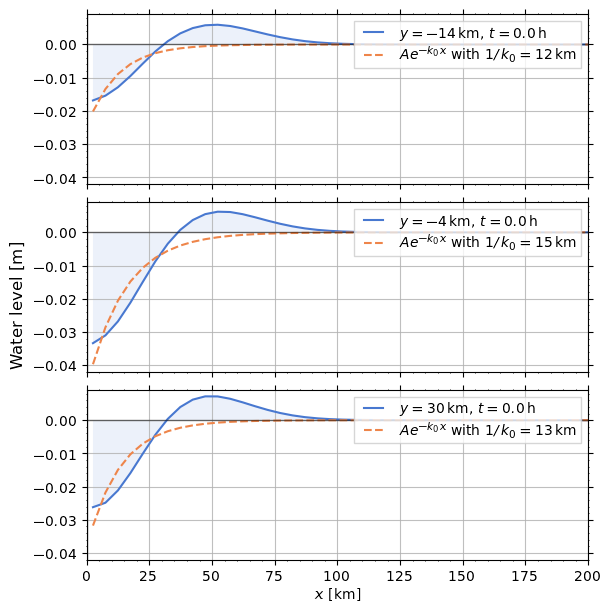 0.00
−0.01
−0.02
−0.03
−0.04
y = −14 km, t = 0.0 h
Ae^{−k₀x} with 1/k₀ = 12 km
Water level [m]
0.00
−0.01
−0.02
−0.03
−0.04
y = −4 km, t = 0.0 h
Ae^{−k₀x} with 1/k₀ = 15 km
0.00
−0.01
−0.02
−0.03
−0.04
y = 30 km, t = 0.0 h
Ae^{−k₀x} with 1/k₀ = 13 km
0 25 50 75 100 125 150 175 200
x [km]